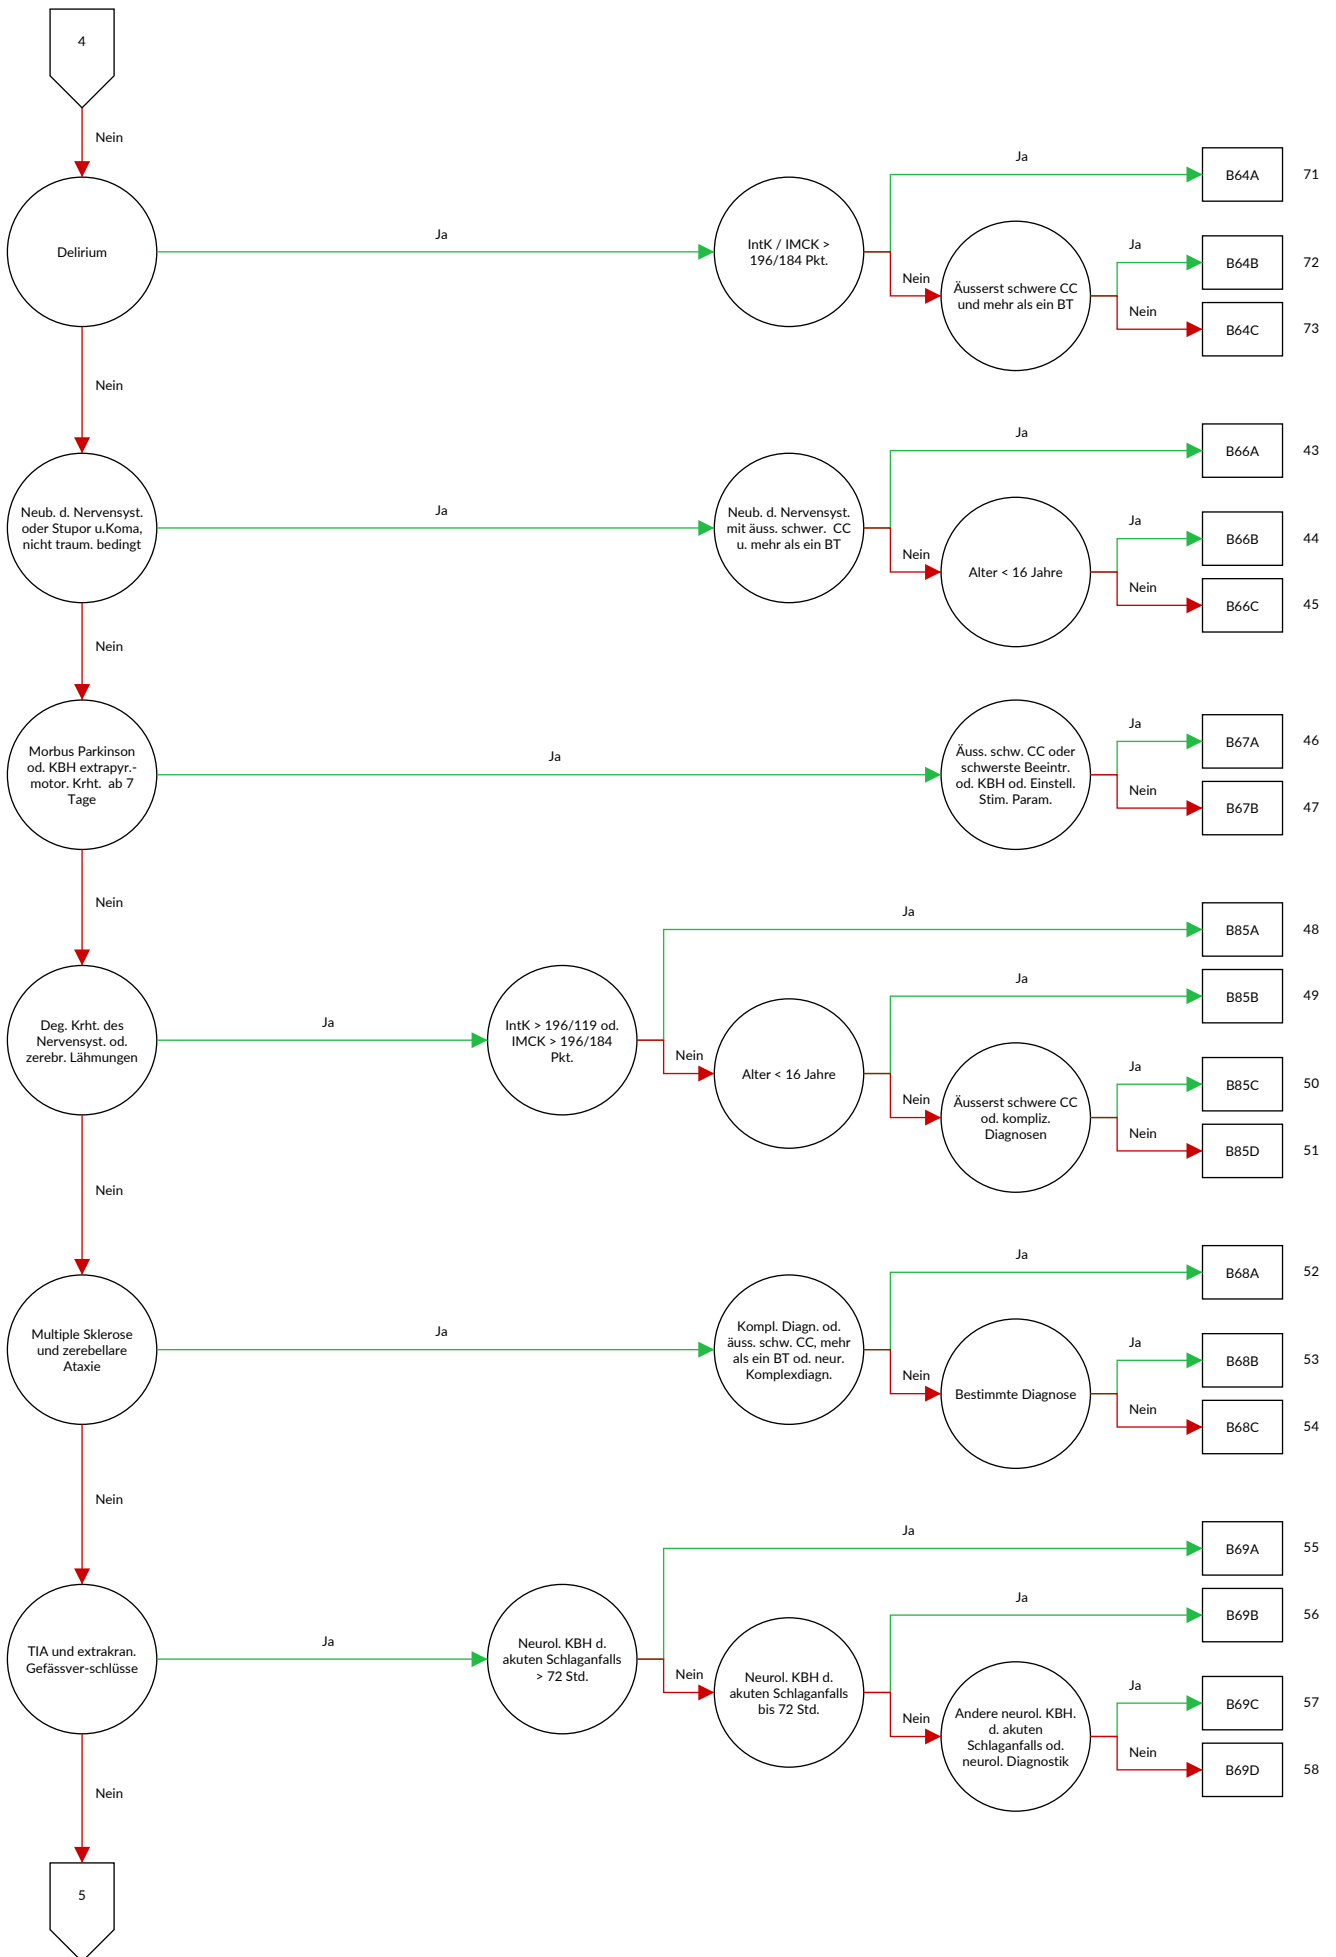 4
Nein
Delirium
Ja
IntK / IMCK >
196/184 Pkt.
Ja
B64A
71
Nein
Äusserst schwere CC
und mehr als ein BT
Ja
B64B
72
Nein
B64C
73
Nein
Neub. d. Nervensyst.
oder Stupor u.Koma,
nicht traum. bedingt
Ja
Neub. d. Nervensyst.
mit äuss. schwer. CC
u. mehr als ein BT
Ja
B66A
43
Nein
Alter < 16 Jahre
Ja
B66B
44
Nein
B66C
45
Nein
Morbus Parkinson
od. KBH extrapyr.-
motor. Krht. ab 7
Tage
Ja
Äuss. schw. CC oder
schwerste Beeintr.
od. KBH od. Einstell.
Stim. Param.
Ja
B67A
46
Nein
B67B
47
Nein
Deg. Krht. des
Nervensyst. od.
zerebr. Lähmungen
Ja
IntK > 196/119 od.
IMCK > 196/184
Pkt.
Ja
B85A
48
Nein
Alter < 16 Jahre
Ja
B85B
49
Nein
Äusserst schwere CC
od. kompliz.
Diagnosen
Ja
B85C
50
Nein
B85D
51
Nein
Multiple Sklerose
und zerebellare
Ataxie
Ja
Kompl. Diagn. od.
äuss. schw. CC, mehr
als ein BT od. neur.
Komplexdiagn.
Ja
B68A
52
Nein
Bestimmte Diagnose
Ja
B68B
53
Nein
B68C
54
Nein
TIA und extrakran.
Gefässver-schlüsse
Ja
Neurol. KBH d.
akuten Schlaganfalls
> 72 Std.
Ja
B69A
55
Nein
Neurol. KBH d.
akuten Schlaganfalls
bis 72 Std.
Ja
B69B
56
Nein
Andere neurol. KBH.
d. akuten
Schlaganfalls od.
neurol. Diagnostik
Ja
B69C
57
Nein
B69D
58
Nein
5